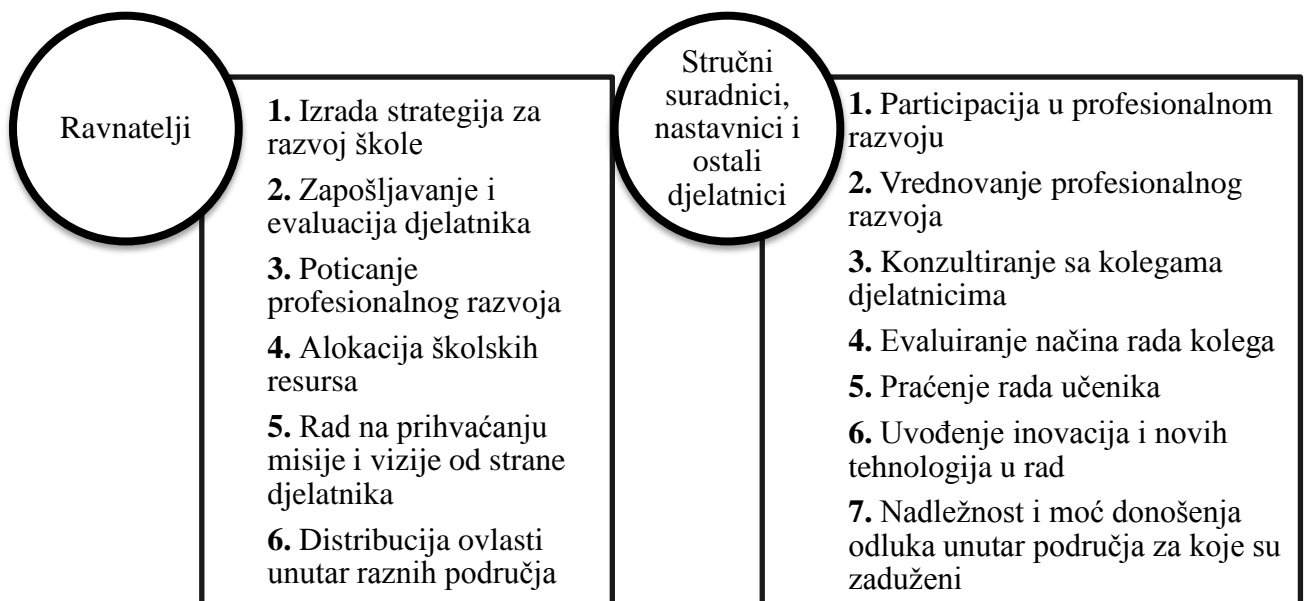 Ravnatelji
1. Izrada strategija za
razvoj škole
2. Zapošljavanje i
evaluacija djelatnika
3. Poticanje
profesionalnog razvoja
4. Alokacija školskih
resursa
5. Rad na prihvaćanju
misije i vizije od strane
djelatnika
6. Distribucija ovlasti
unutar raznih područja
Stručni
suradnici,
nastavnici i
ostali
djelatnici
1. Participacija u profesionalnom
razvoju
2. Vrednovanje profesionalnog
razvoja
3. Konzultiranje sa kolegama
djelatnicima
4. Evaluiranje načina rada kolega
5. Praćenje rada učenika
6. Uvođenje inovacija i novih
tehnologija u rad
7. Nadležnost i moć donošenja
odluka unutar područja za koje su
zaduženi